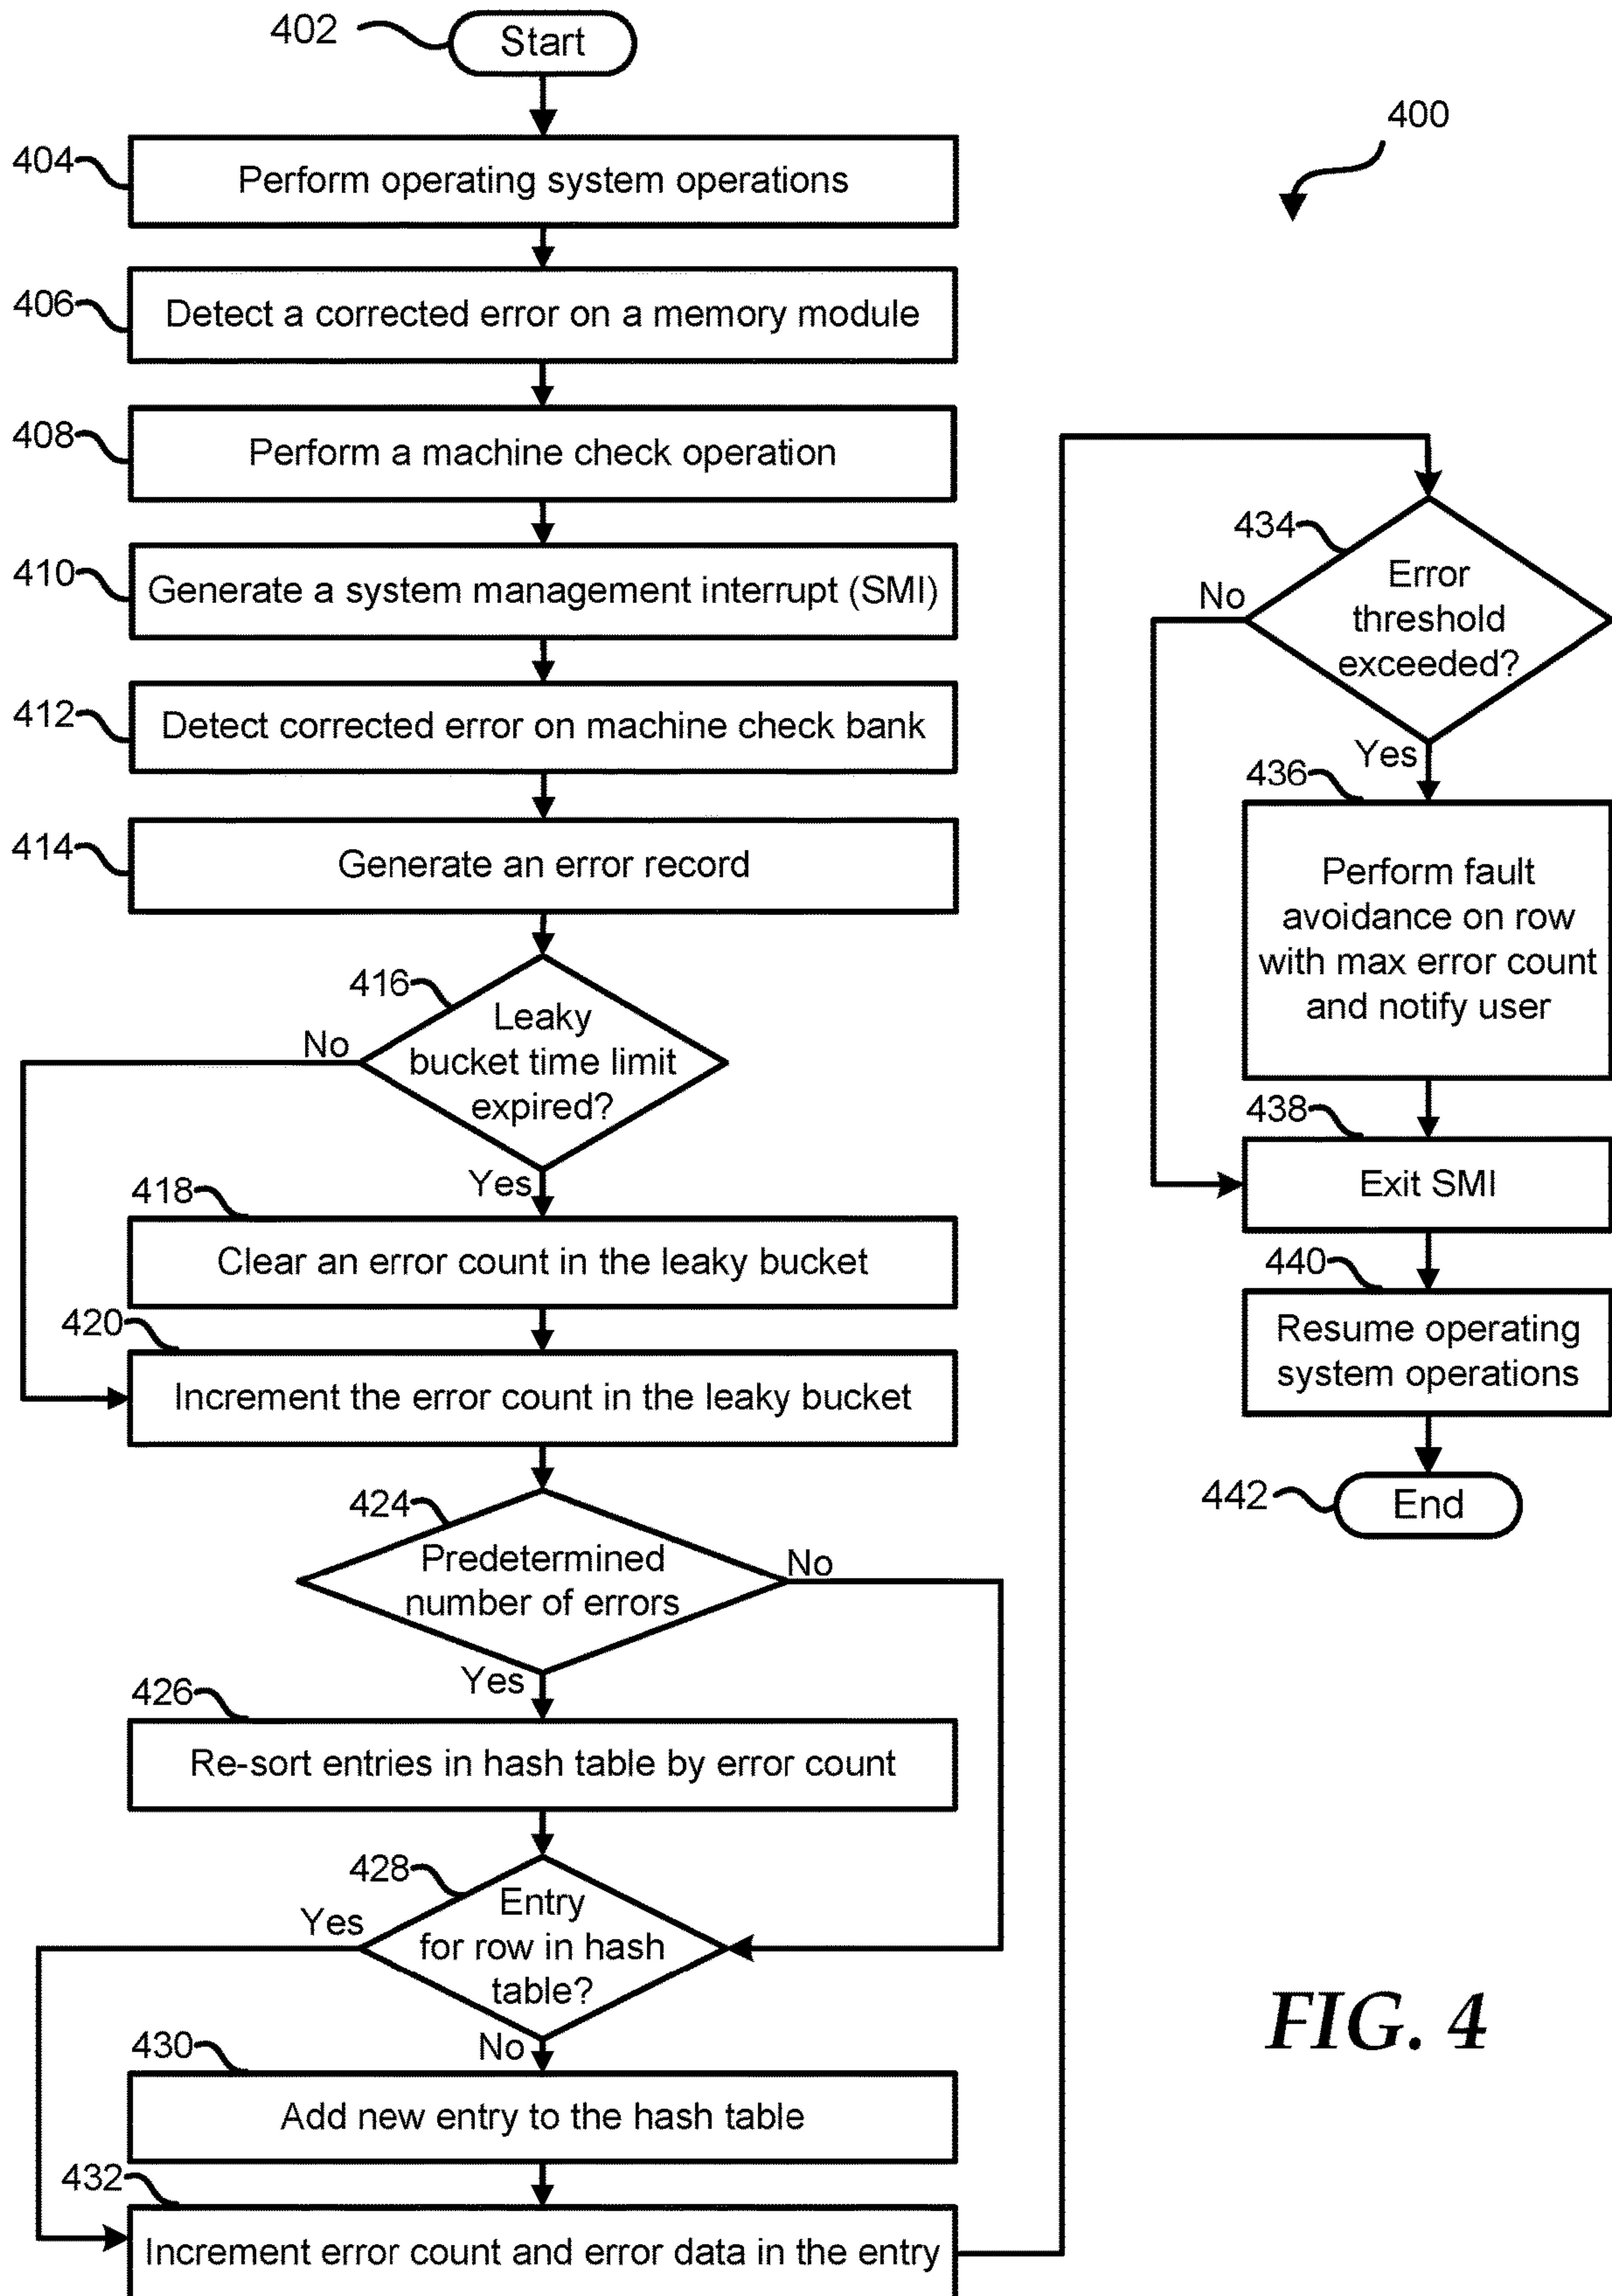 402
Start
400
404
Perform operating system operations
406
Detect a corrected error on a memory module
408
Perform a machine check operation
410
Generate a system management interrupt (SMI)
412
Detect corrected error on machine check bank
414
Generate an error record
416
Leaky
bucket time limit
expired?
No
Yes
418
Clear an error count in the leaky bucket
420
Increment the error count in the leaky bucket
424
Predetermined
number of errors
No
Yes
426
Re-sort entries in hash table by error count
428
Entry
for row in hash
table?
Yes
No
430
Add new entry to the hash table
432
Increment error count and error data in the entry
434
Error
threshold
exceeded?
No
Yes
436
Perform fault
avoidance on row
with max error count
and notify user
438
Exit SMI
440
Resume operating
system operations
442
End
FIG. 4